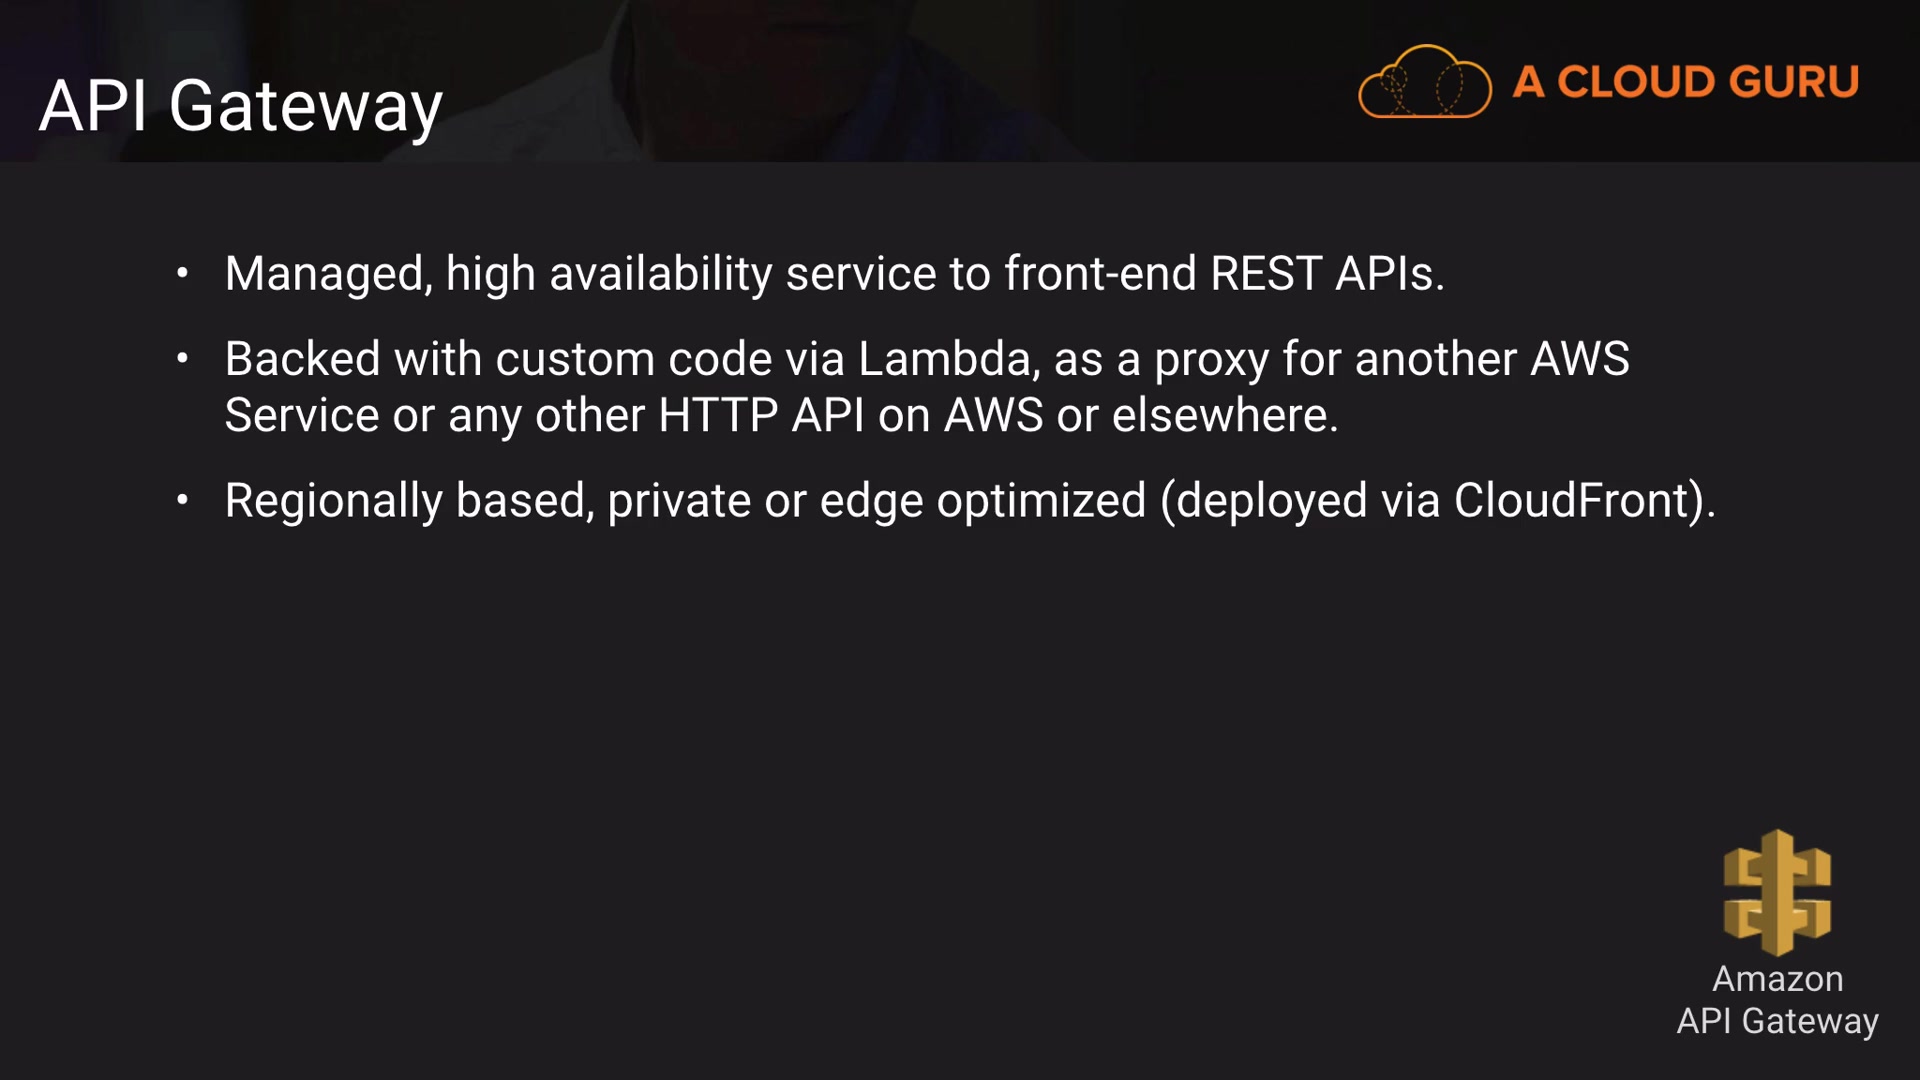 API Gateway
A CLOUD GURU
• Managed, high availability service to front-end REST APIs.
• Backed with custom code via Lambda, as a proxy for another AWS
Service or any other HTTP API on AWS or elsewhere.
• Regionally based, private or edge optimized (deployed via CloudFront).
Amazon
API Gateway